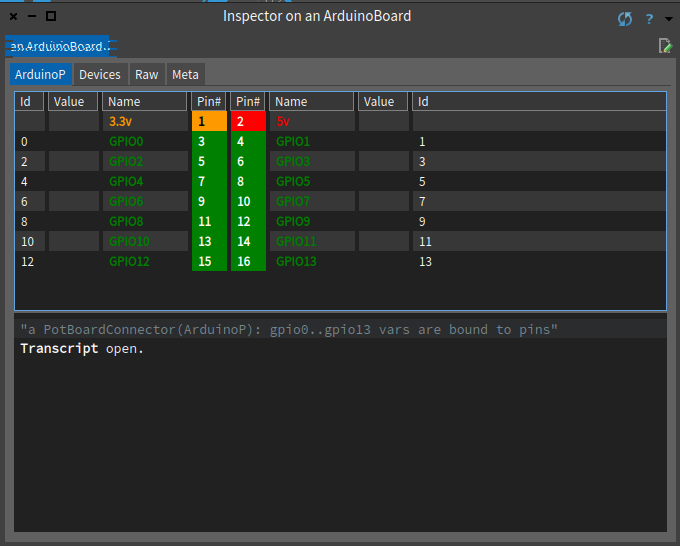 Inspector on an ArduinoBoard
?
an ArduinoBoard
ArduinoP Devices Raw Meta
Id Value Name Pin# Pin# Name Value Id
3.3v 1 2 5v
0 GPIO0 3 4 GPIO1 1
2 GPIO2 5 6 GPIO3 3
4 GPIO4 7 8 GPIO5 5
6 GPIO6 9 10 GPIO7 7
8 GPIO8 11 12 GPIO9 9
10 GPIO10 13 14 GPIO11 11
12 GPIO12 15 16 GPIO13 13
"a PotBoardConnector(ArduinoP): gpio0..gpio13 vars are bound to pins"
Transcript open.